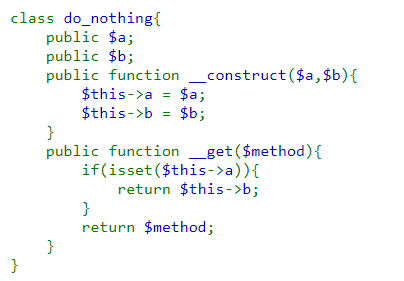 class do_nothing{
    public $a;
    public $b;
    public function __construct($a,$b){
        $this->a = $a;
        $this->b = $b;
    }
    public function __get($method){
        if(isset($this->a)){
            return $this->b;
        }
        return $method;
    }
}